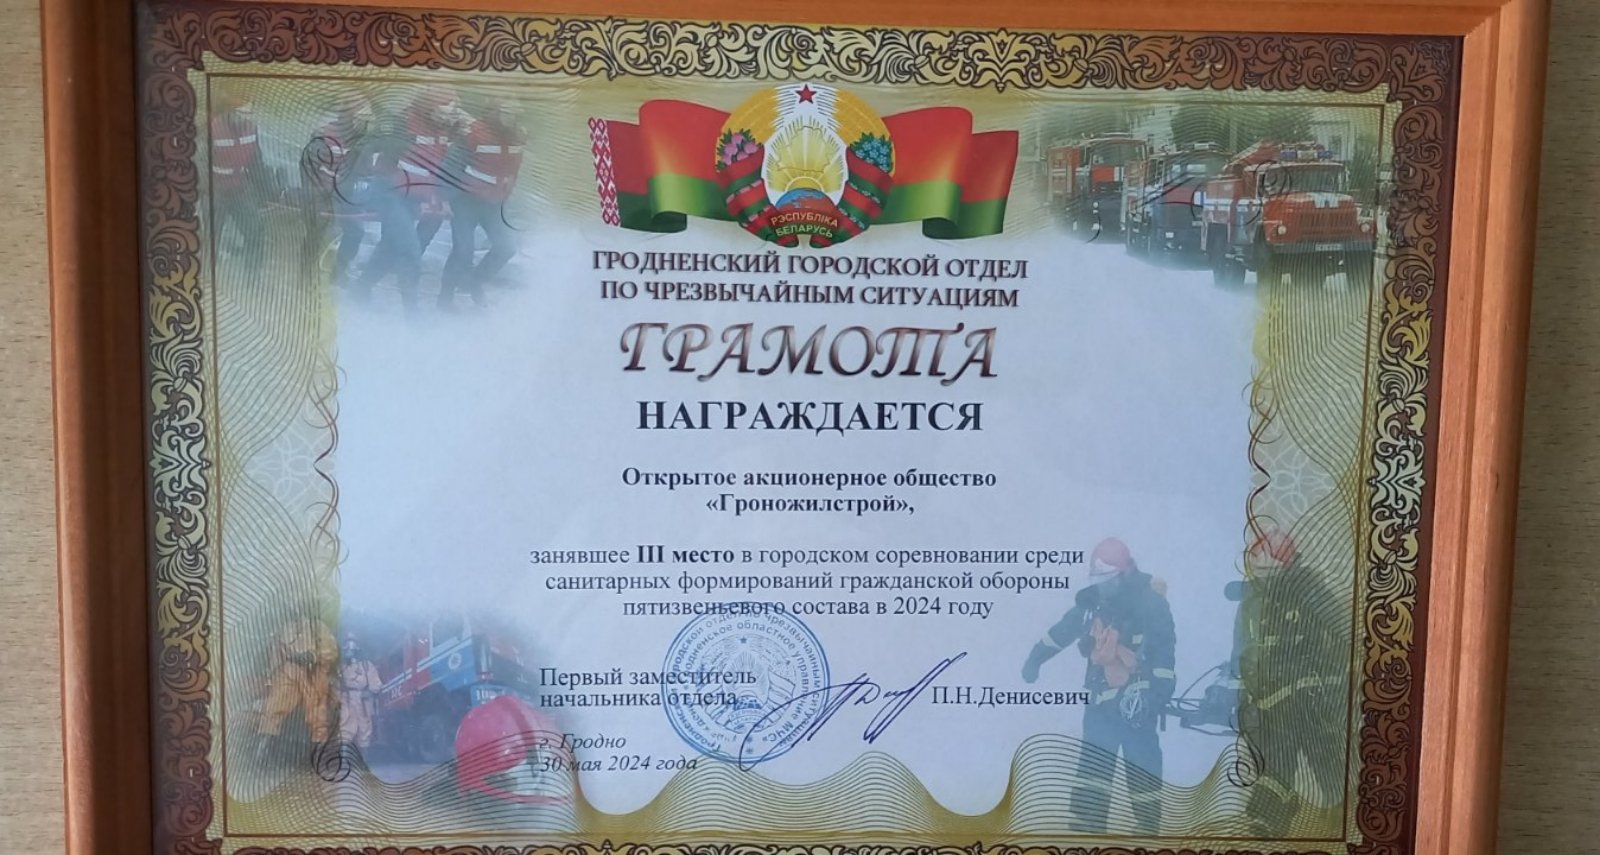 РЭСПУБЛІКА
БЕЛАРУСЬ
ГРОДНЕНСКИЙ ГОРОДСКОЙ ОТДЕЛ
ПО ЧРЕЗВЫЧАЙНЫМ СИТУАЦИЯМ
ГРАМОТА
НАГРАЖДАЕТСЯ
Открытое акционерное общество
«Гроножилстрой»,
занявшее III место в городском соревновании среди
санитарных формирований гражданской обороны
пятизвеньевого состава в 2024 году
Первый заместитель
начальника отдела
П.Н.Денисевич
г. Гродно
30 мая 2024 года